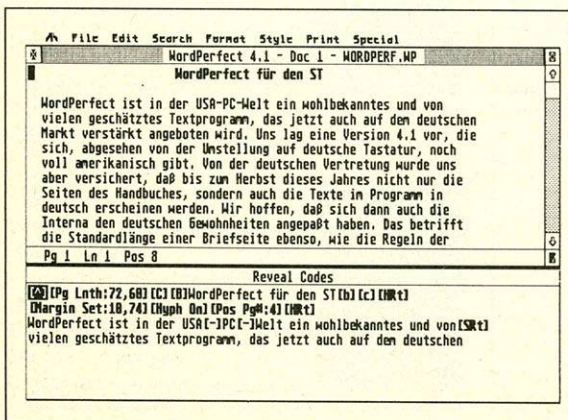 File Edit Search Format Style Print Special
WordPerfect 4.1 - Doc 1 - WORDPERF.WP
WordPerfect für den ST
WordPerfect ist in der USA-PC-Welt ein wohlbekanntes und von
vielen geschätztes Textprogramm, das jetzt auch auf dem deutschen
Markt verstärkt angeboten wird. Uns lag eine Version 4.1 vor, die
sich, abgesehen von der Umstellung auf deutsche Tastatur, noch
voll amerikanisch gibt. Von der deutschen Vertretung wurde uns
aber versichert, daß bis zum Herbst dieses Jahres nicht nur die
Seiten des Handbuches, sondern auch die Texte im Programm in
deutsch erscheinen werden. Wir hoffen, daß sich dann auch die
Interna den deutschen Gewohnheiten angepaßt haben. Das betrifft
die Standardlänge einer Briefseite ebenso, wie die Regeln der
Pg 1 Ln 1 Pos 8
Reveal Codes
[^][Pg Lnth:72,60][C][B]WordPerfect für den ST[b][c][HRt]
[Margin Set:10,74][Hyph On][Pos Pg#:4][HRt]
WordPerfect ist in der USA[-]PC[-]Welt ein wohlbekanntes und von[SRt]
vielen geschätztes Textprogramm, das jetzt auch auf dem deutschen